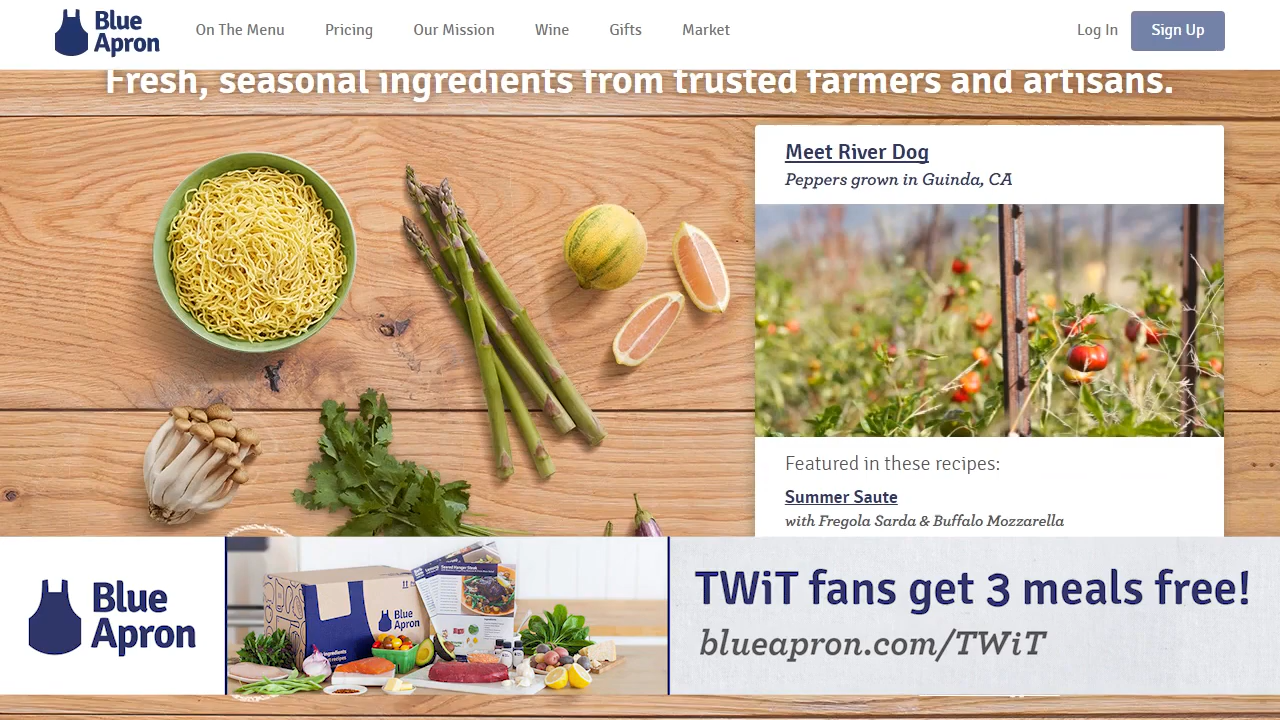 Blue
Apron
On The Menu
Pricing
Our Mission
Wine
Gifts
Market
Log In
Sign Up
Fresh, seasonal ingredients from trusted farmers and artisans.
Meet River Dog
Peppers grown in Guinda, CA
Featured in these recipes:
Summer Saute
with Fregola Sarda & Buffalo Mozzarella
Blue
Apron
Blue
Apron
TWiT fans get 3 meals free!
blueapron.com/TWiT